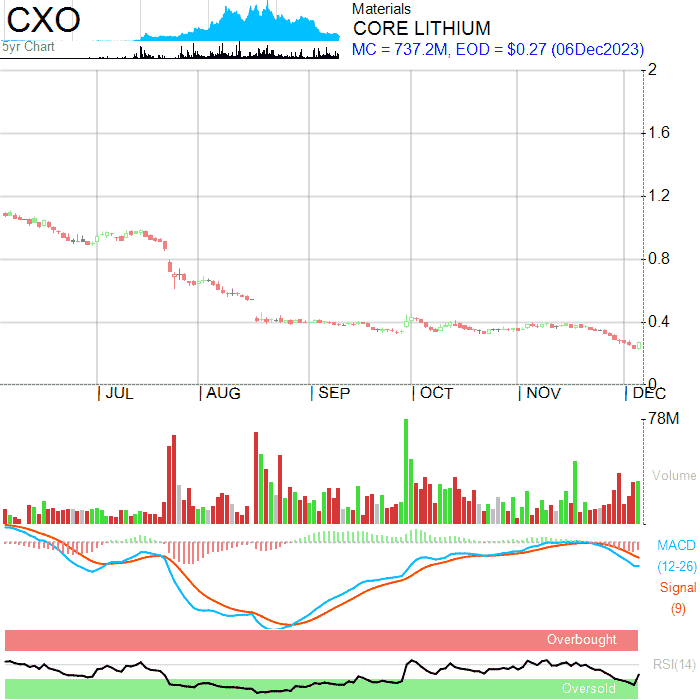 CXO
5yr Chart
Materials
CORE LITHIUM
MC = 737.2M, EOD = $0.27 (06Dec2023)
2
1.6
1.2
0.8
0.4
0
JUL AUG SEP OCT NOV DEC
78M
Volume
MACD
(12-26)
Signal
(9)
Overbought
RSI(14)
Oversold